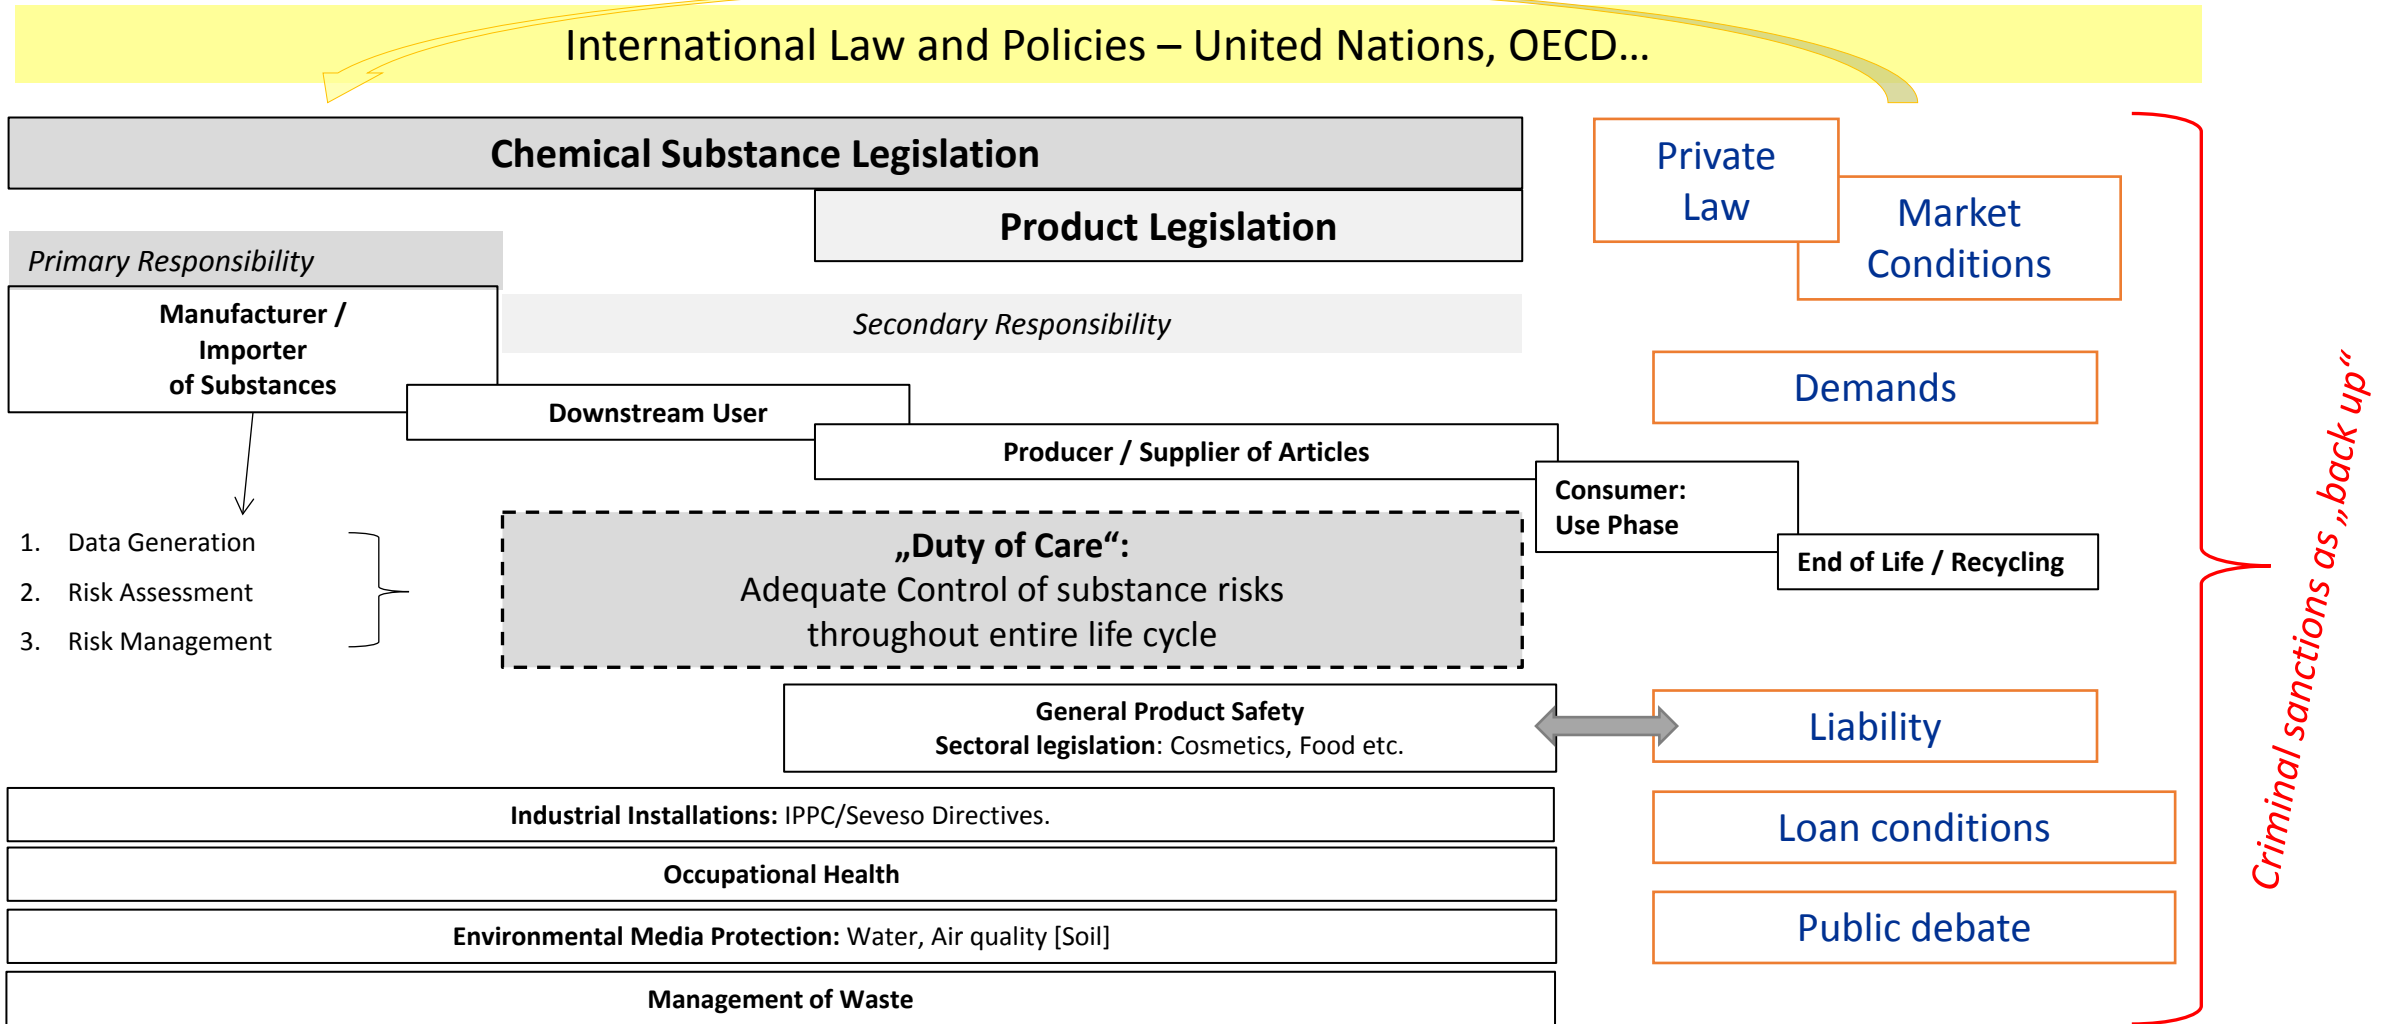 International Law and Policies – United Nations, OECD…
Chemical Substance Legislation
Product Legislation
Private
Law
Market
Conditions
Primary Responsibility
Manufacturer /
Importer
of Substances
Secondary Responsibility
Downstream User
Producer / Supplier of Articles
Consumer:
Use Phase
End of Life / Recycling
Demands
1. Data Generation
2. Risk Assessment
3. Risk Management
„Duty of Care“:
Adequate Control of substance risks
throughout entire life cycle
General Product Safety
Sectoral legislation: Cosmetics, Food etc.
Liability
Industrial Installations: IPPC/Seveso Directives.
Loan conditions
Occupational Health
Environmental Media Protection: Water, Air quality [Soil]
Public debate
Management of Waste
Criminal sanctions as „back up“